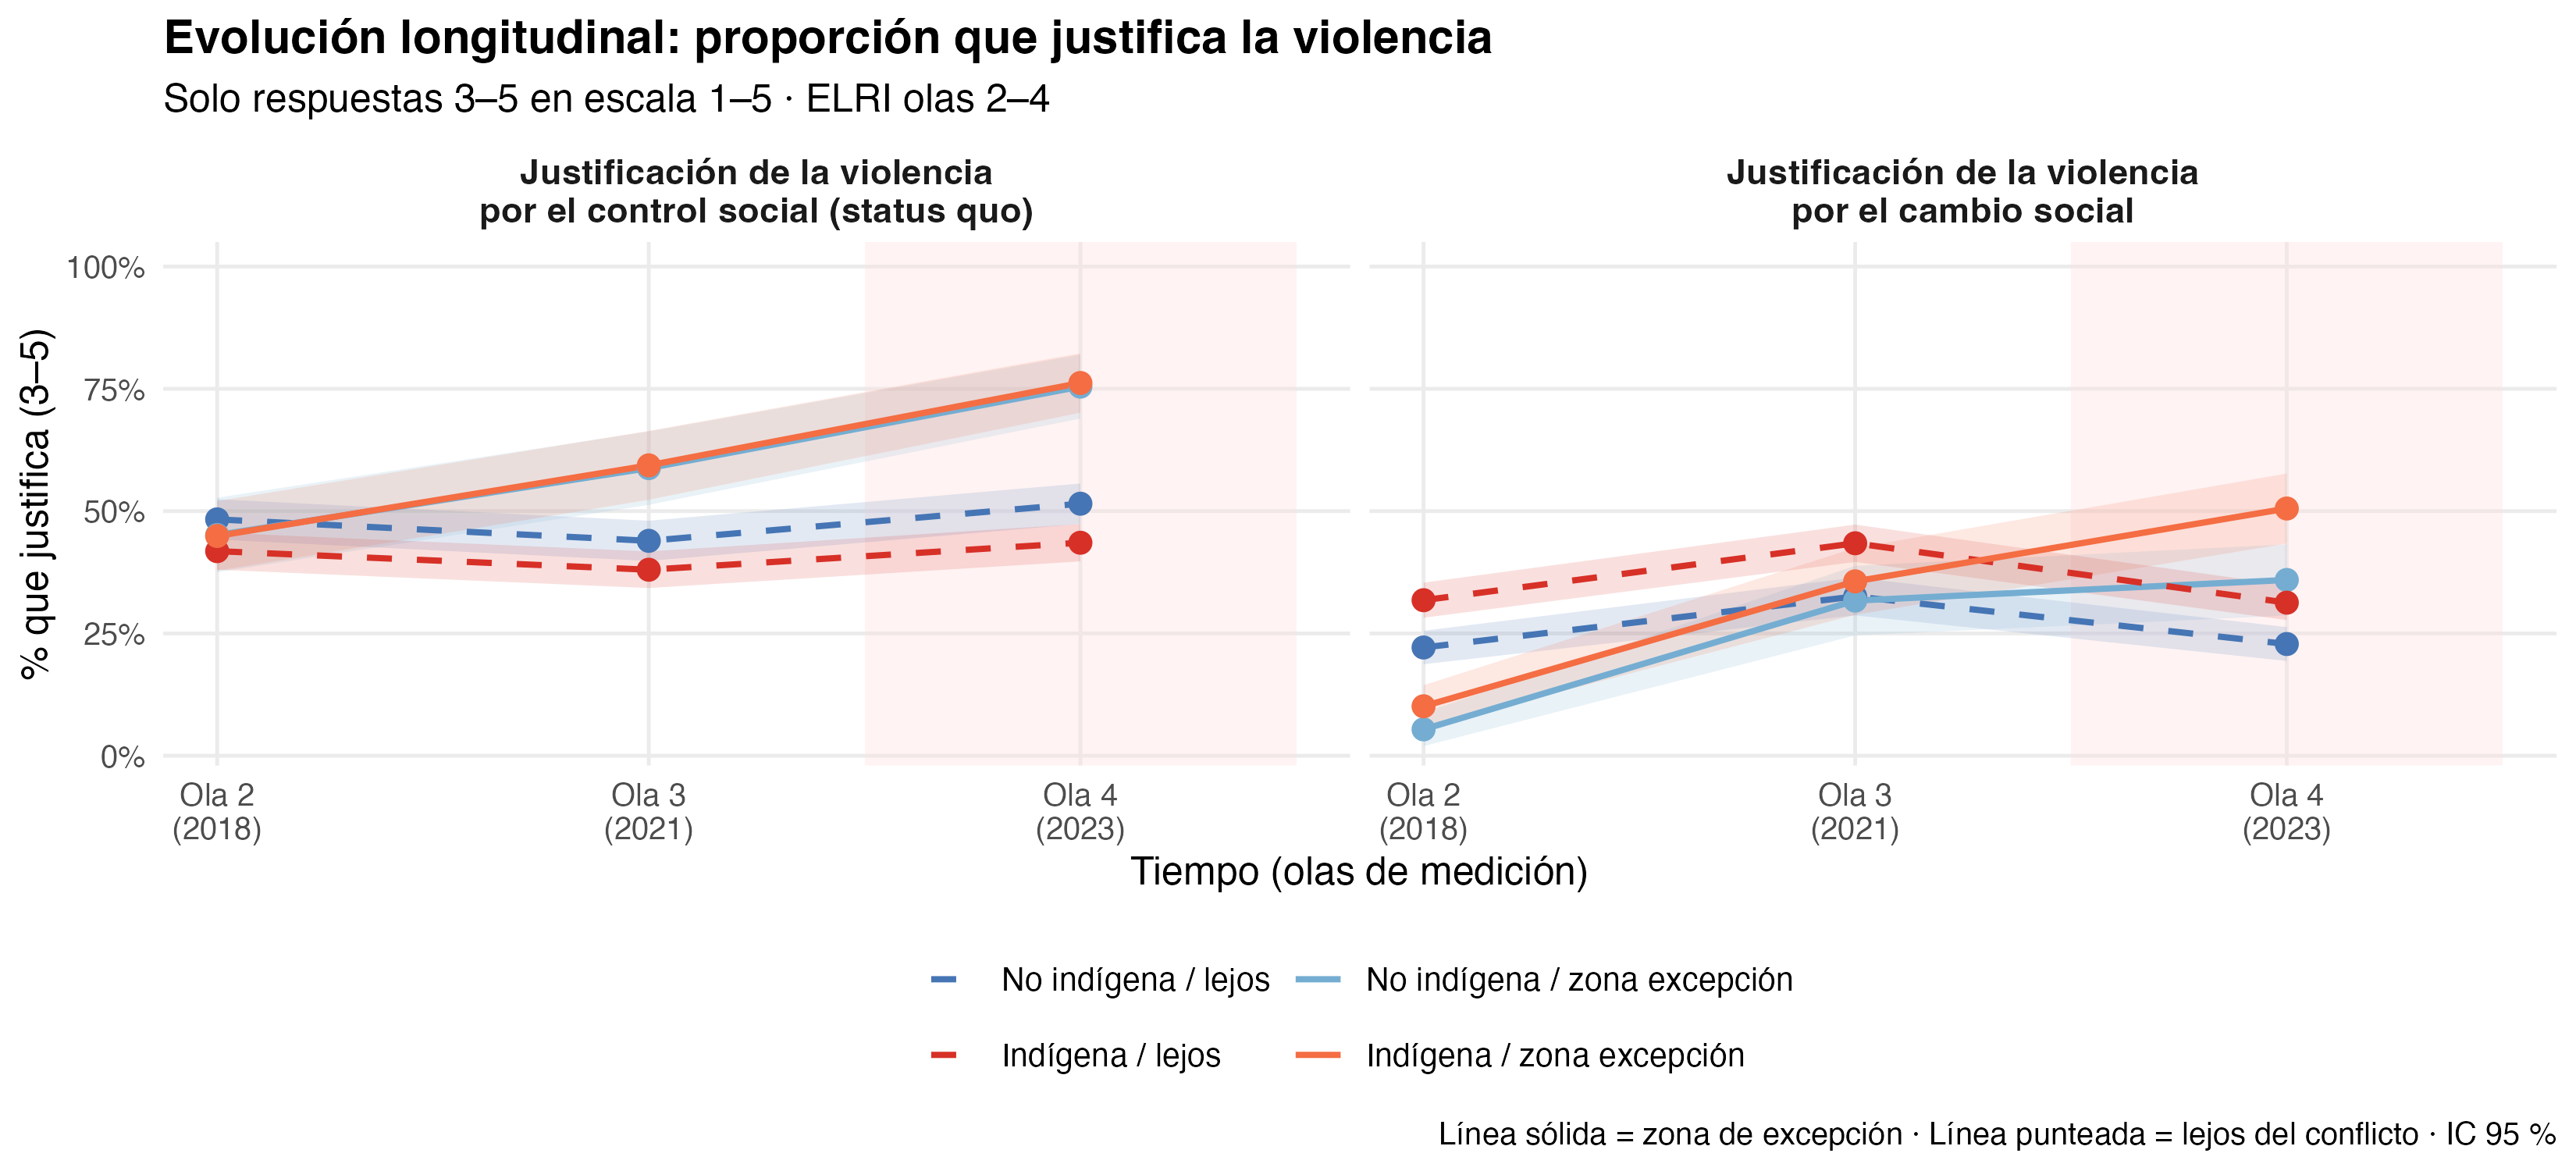 Evolución longitudinal: proporción que justifica la violencia
Solo respuestas 3–5 en escala 1–5 · ELRI olas 2–4
Justificación de la violencia
por el control social (status quo)
Justificación de la violencia
por el cambio social
% que justifica (3–5)
100%
75%
50%
25%
0%
Ola 2
(2018)
Ola 3
(2021)
Ola 4
(2023)
Ola 2
(2018)
Ola 3
(2021)
Ola 4
(2023)
Tiempo (olas de medición)
No indígena / lejos
No indígena / zona excepción
Indígena / lejos
Indígena / zona excepción
Línea sólida = zona de excepción · Línea punteada = lejos del conflicto · IC 95 %